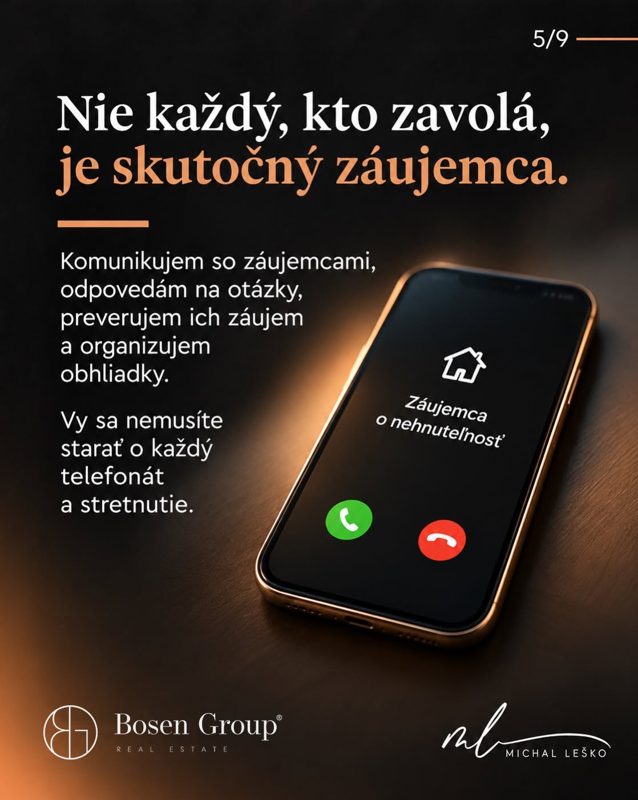 5/9
Nie každý, kto zavolá,
je skutočný záujemca.
Komunikujem so záujemcami,
odpovedám na otázky,
preverujem ich záujem
a organizujem
obhliadky.
Vy sa nemusíte
starať o každý
telefonát
a stretnutie.
Záujemca
o nehnuteľnosť
Bosen Group®
REAL ESTATE
ml
MICHAL LEŠKO